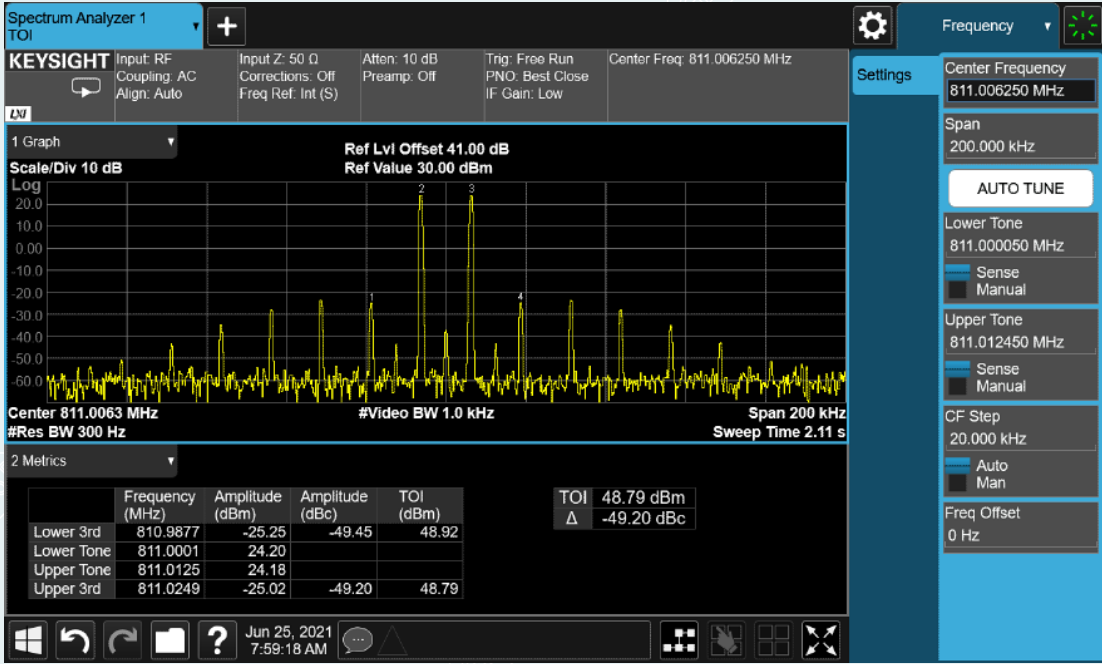 Spectrum Analyzer 1
TOI
+
Frequency
KEYSIGHT
LXI
Input: RF
Coupling: AC
Align: Auto
Input Z: 50 Ω
Corrections: Off
Freq Ref: Int (S)
Atten: 10 dB
Preamp: Off
Trig: Free Run
PNO: Best Close
IF Gain: Low
Center Freq: 811.006250 MHz
Settings
Center Frequency
811.006250 MHz
Span
200.000 kHz
AUTO TUNE
Lower Tone
811.000050 MHz
Sense
Manual
Upper Tone
811.012450 MHz
Sense
Manual
CF Step
20.000 kHz
Auto
Man
Freq Offset
0 Hz
1 Graph
Scale/Div 10 dB
Ref Lvl Offset 41.00 dB
Ref Value 30.00 dBm
Log
20.0
10.0
0.00
-10.0
-20.0
-30.0
-40.0
-50.0
-60.0
1
2
3
4
Center 811.0063 MHz
#Video BW 1.0 kHz
Span 200 kHz
#Res BW 300 Hz
Sweep Time 2.11 s
2 Metrics
Frequency (MHz) Amplitude (dBm) Amplitude (dBc) TOI (dBm)
Lower 3rd 810.9877 -25.25 -49.45 48.92
Lower Tone 811.0001 24.20
Upper Tone 811.0125 24.18
Upper 3rd 811.0249 -25.02 -49.20 48.79
TOI 48.79 dBm
Δ -49.20 dBc
?
Jun 25, 2021
7:59:18 AM